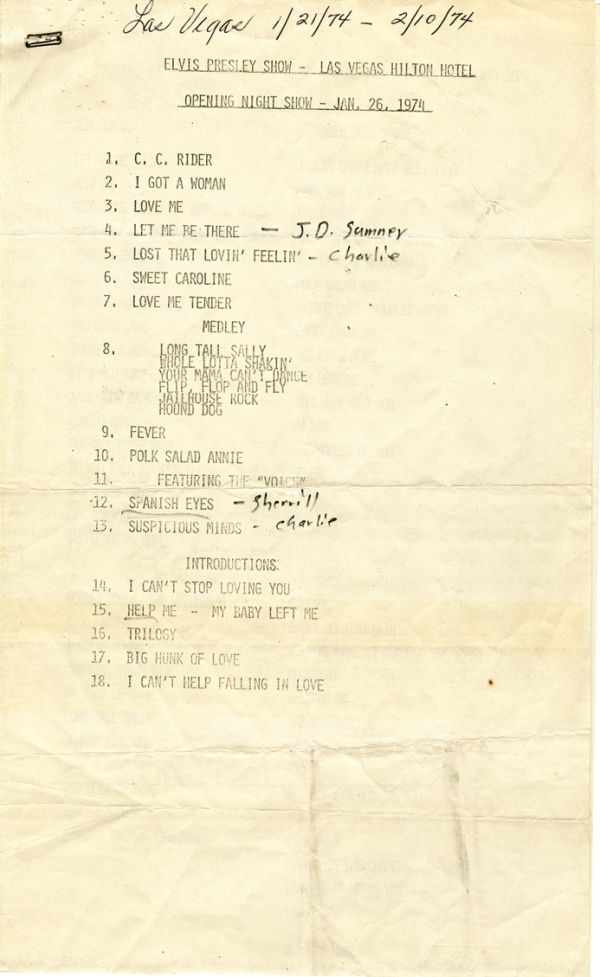 Las Vegas 1/21/74 - 2/10/74
ELVIS PRESLEY SHOW - LAS VEGAS HILTON HOTEL
OPENING NIGHT SHOW - JAN. 26, 1974
1. C. C. RIDER
2. I GOT A WOMAN
3. LOVE ME
4. LET ME BE THERE - J.D. Sumner
5. LOST THAT LOVIN' FEELIN' - Charlie
6. SWEET CAROLINE
7. LOVE ME TENDER
MEDLEY
8. LONG TALL SALLY
WHOLE LOTTA SHAKIN'
YOUR MAMA CAN'T DANCE
FLIP, FLOP AND FLY
JAILHOUSE ROCK
HOUND DOG
9. FEVER
10. POLK SALAD ANNIE
11. FEATURING THE "VOICE"
12. SPANISH EYES - Sherrill
13. SUSPICIOUS MINDS - Charlie
INTRODUCTIONS:
14. I CAN'T STOP LOVING YOU
15. HELP ME - MY BABY LEFT ME
16. TRILOGY
17. BIG HUNK OF LOVE
18. I CAN'T HELP FALLING IN LOVE